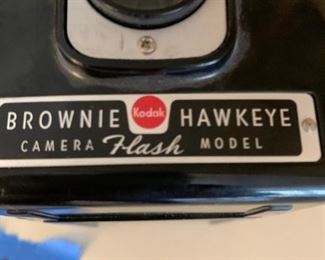 BROWNIE Kodak HAWKEYE
CAMERA Flash MODEL